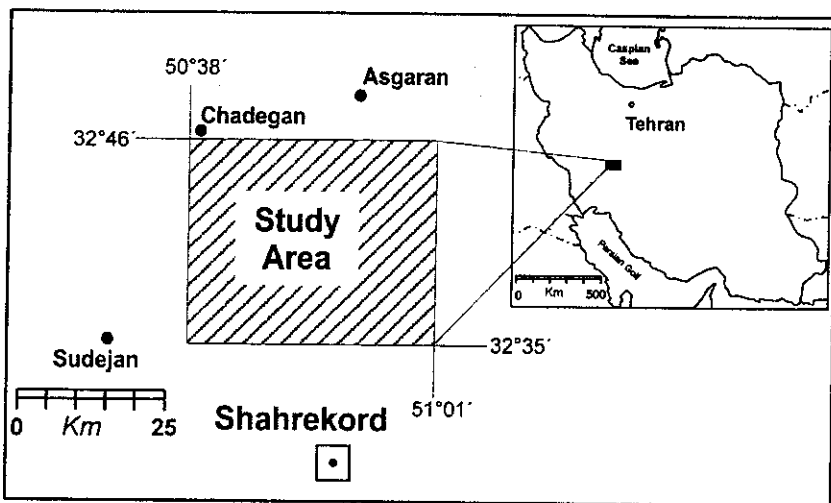 50°38´
Asgaran
Chadegan
32°46´
Study
Area
Sudejan
32°35´
51°01´
0 Km 25
Shahrekord
Caspian
Sea
Tehran
Persian Golf
0 Km 500